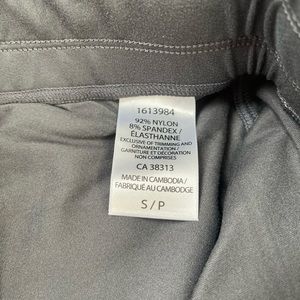 1613984
92% NYLON
8% SPANDEX /
ÉLASTHANNE
EXCLUSIVE OF TRIMMING AND
ORNAMENTATION /
GARNITURE ET DÉCORATION
NON COMPRISES
CA 38313
MADE IN CAMBODIA /
FABRIQUÉ AU CAMBODGE
S / P